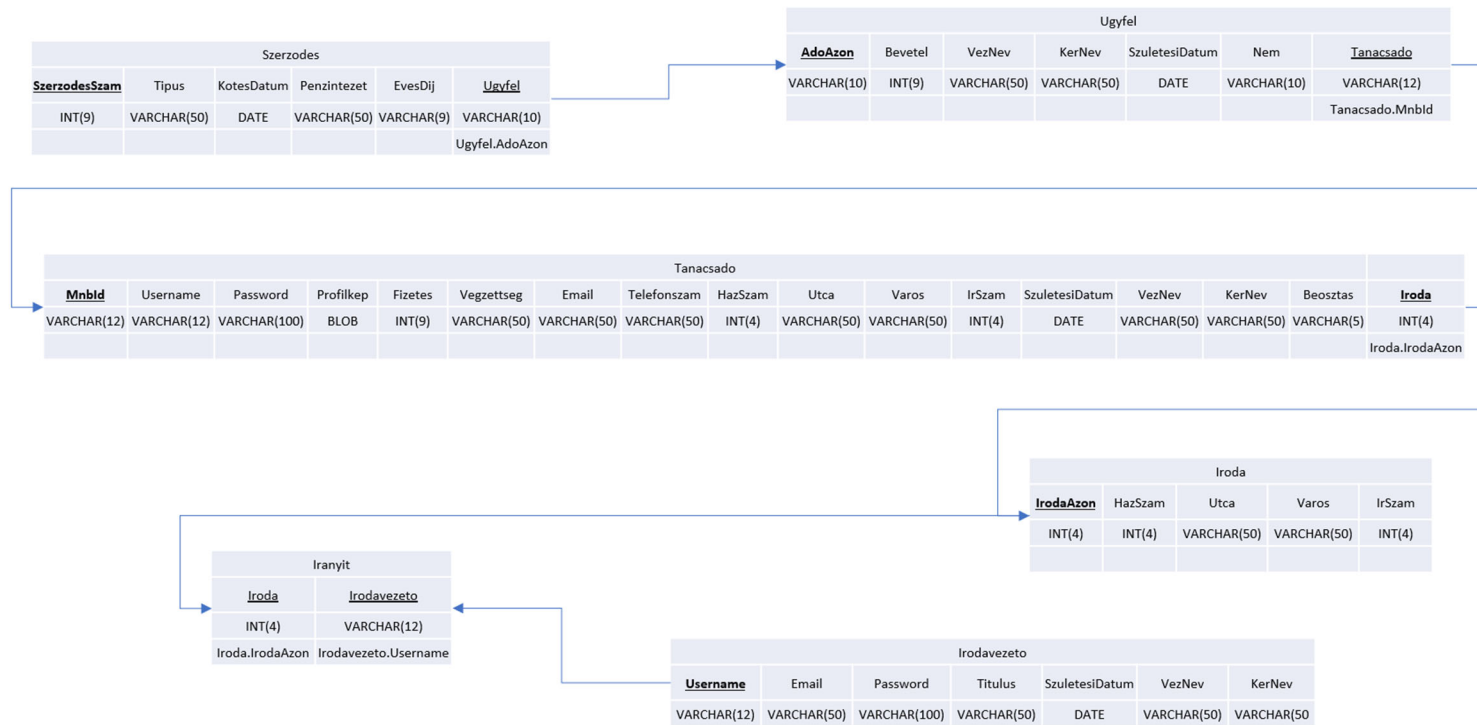 Szerzodes
SzerzodesSzam Tipus KotesDatum Penzintezet EvesDij Ugyfel
INT(9) VARCHAR(50) DATE VARCHAR(50) VARCHAR(9) VARCHAR(10)
Ugyfel.AdoAzon
Ugyfel
AdoAzon Bevetel VezNev KerNev SzuletesiDatum Nem Tanacsado
VARCHAR(10) INT(9) VARCHAR(50) VARCHAR(50) DATE VARCHAR(10) VARCHAR(12)
Tanacsado.MnbId
Tanacsado
MnbId Username Password Profilkep Fizetes Vegzettseg Email Telefonszam HazSzam Utca Varos IrSzam SzuletesiDatum VezNev KerNev Beosztas Iroda
VARCHAR(12) VARCHAR(12) VARCHAR(100) BLOB INT(9) VARCHAR(50) VARCHAR(50) VARCHAR(50) INT(4) VARCHAR(50) VARCHAR(50) INT(4) DATE VARCHAR(50) VARCHAR(50) VARCHAR(5) INT(4)
Iroda.IrodaAzon
Iroda
IrodaAzon HazSzam Utca Varos IrSzam
INT(4) INT(4) VARCHAR(50) VARCHAR(50) INT(4)
Iranyit
Iroda Irodavezeto
INT(4) VARCHAR(12)
Iroda.IrodaAzon Irodavezeto.Username
Irodavezeto
Username Email Password Titulus SzuletesiDatum VezNev KerNev
VARCHAR(12) VARCHAR(50) VARCHAR(100) VARCHAR(50) DATE VARCHAR(50) VARCHAR(50